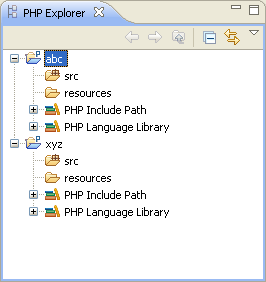 PHP Explorer
abc
src
resources
PHP Include Path
PHP Language Library
xyz
src
resources
PHP Include Path
PHP Language Library